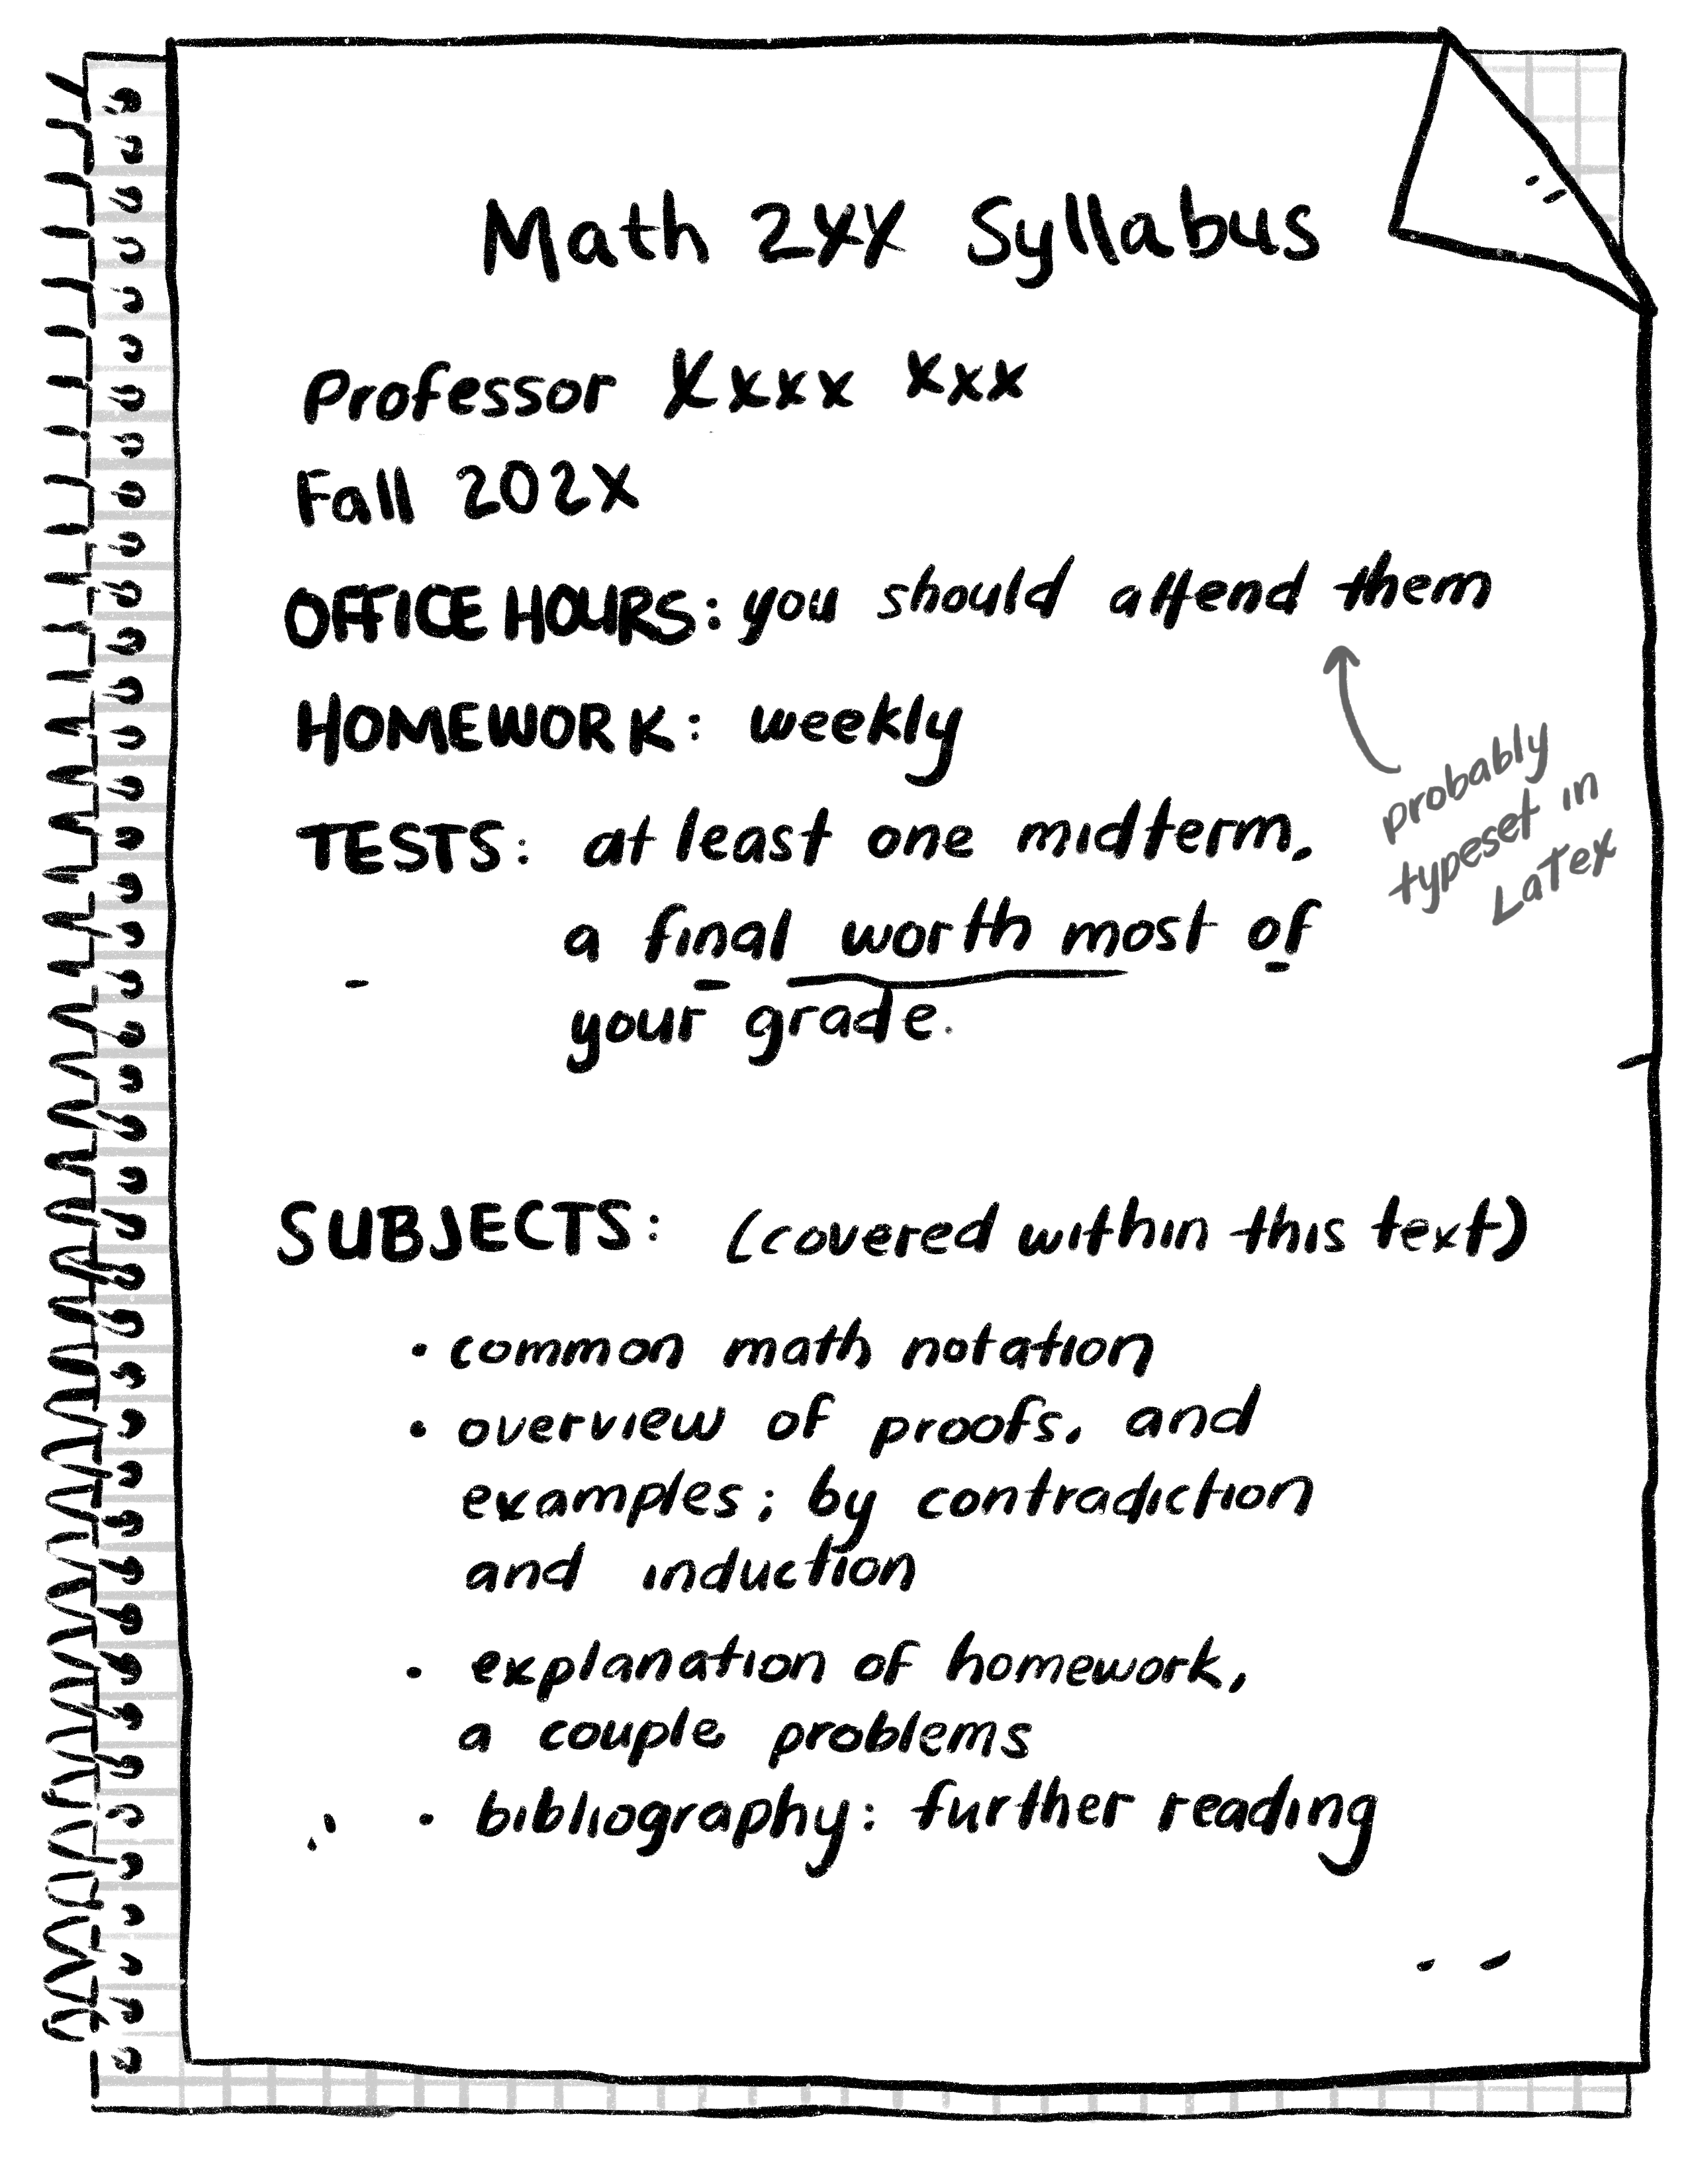 Math 2XX Syllabus
Professor Xxxx xxx
Fall 202X
OFFICE HOURS: you should attend them
HOMEWORK: weekly
probably
typeset in
LaTex
TESTS: at least one midterm,
a final worth most of
your grade.
SUBJECTS: (covered within this text)
• common math notation
• overview of proofs, and
examples; by contradiction
and induction
• explanation of homework,
a couple problems
• bibliography: further reading